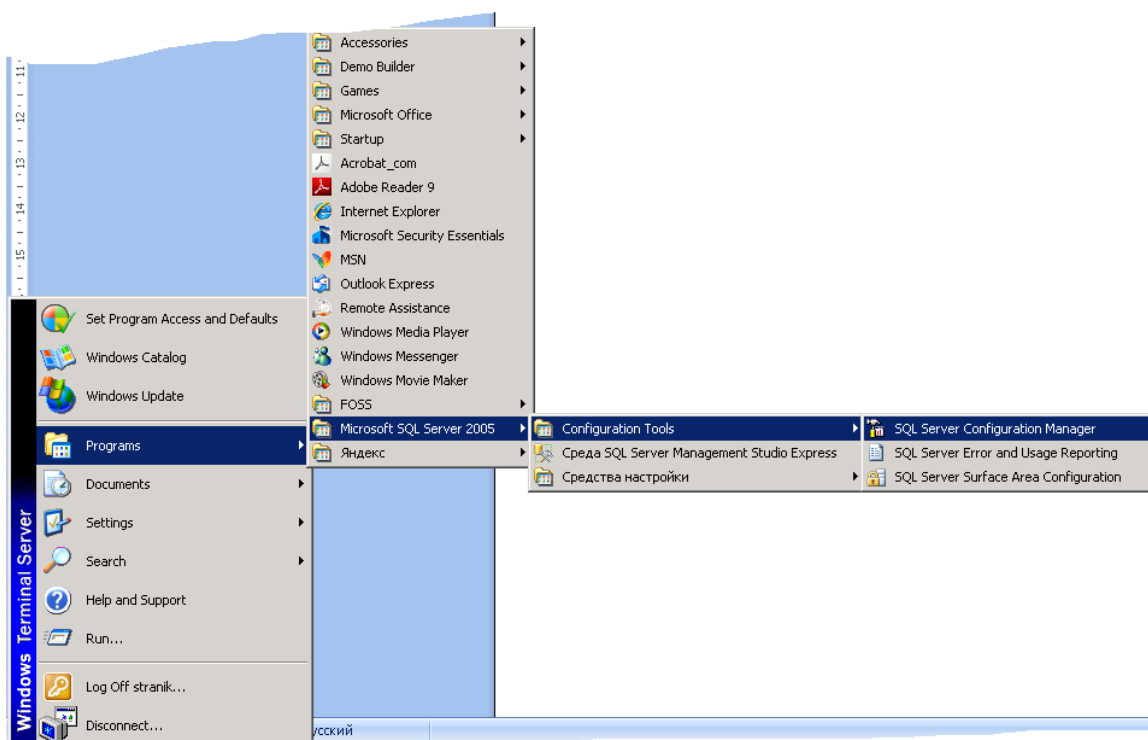 Accessories
Demo Builder
Games
Microsoft Office
Startup
Acrobat_com
Adobe Reader 9
Internet Explorer
Microsoft Security Essentials
MSN
Outlook Express
Remote Assistance
Windows Media Player
Windows Messenger
Windows Movie Maker
FOSS
Microsoft SQL Server 2005
Яндекс
Configuration Tools
Среда SQL Server Management Studio Express
Средства настройки
SQL Server Configuration Manager
SQL Server Error and Usage Reporting
SQL Server Surface Area Configuration
Set Program Access and Defaults
Windows Catalog
Windows Update
Programs
Documents
Settings
Search
Help and Support
Run...
Log Off stranik...
Disconnect...
Windows Terminal Server
11
12
13
14
15
усский